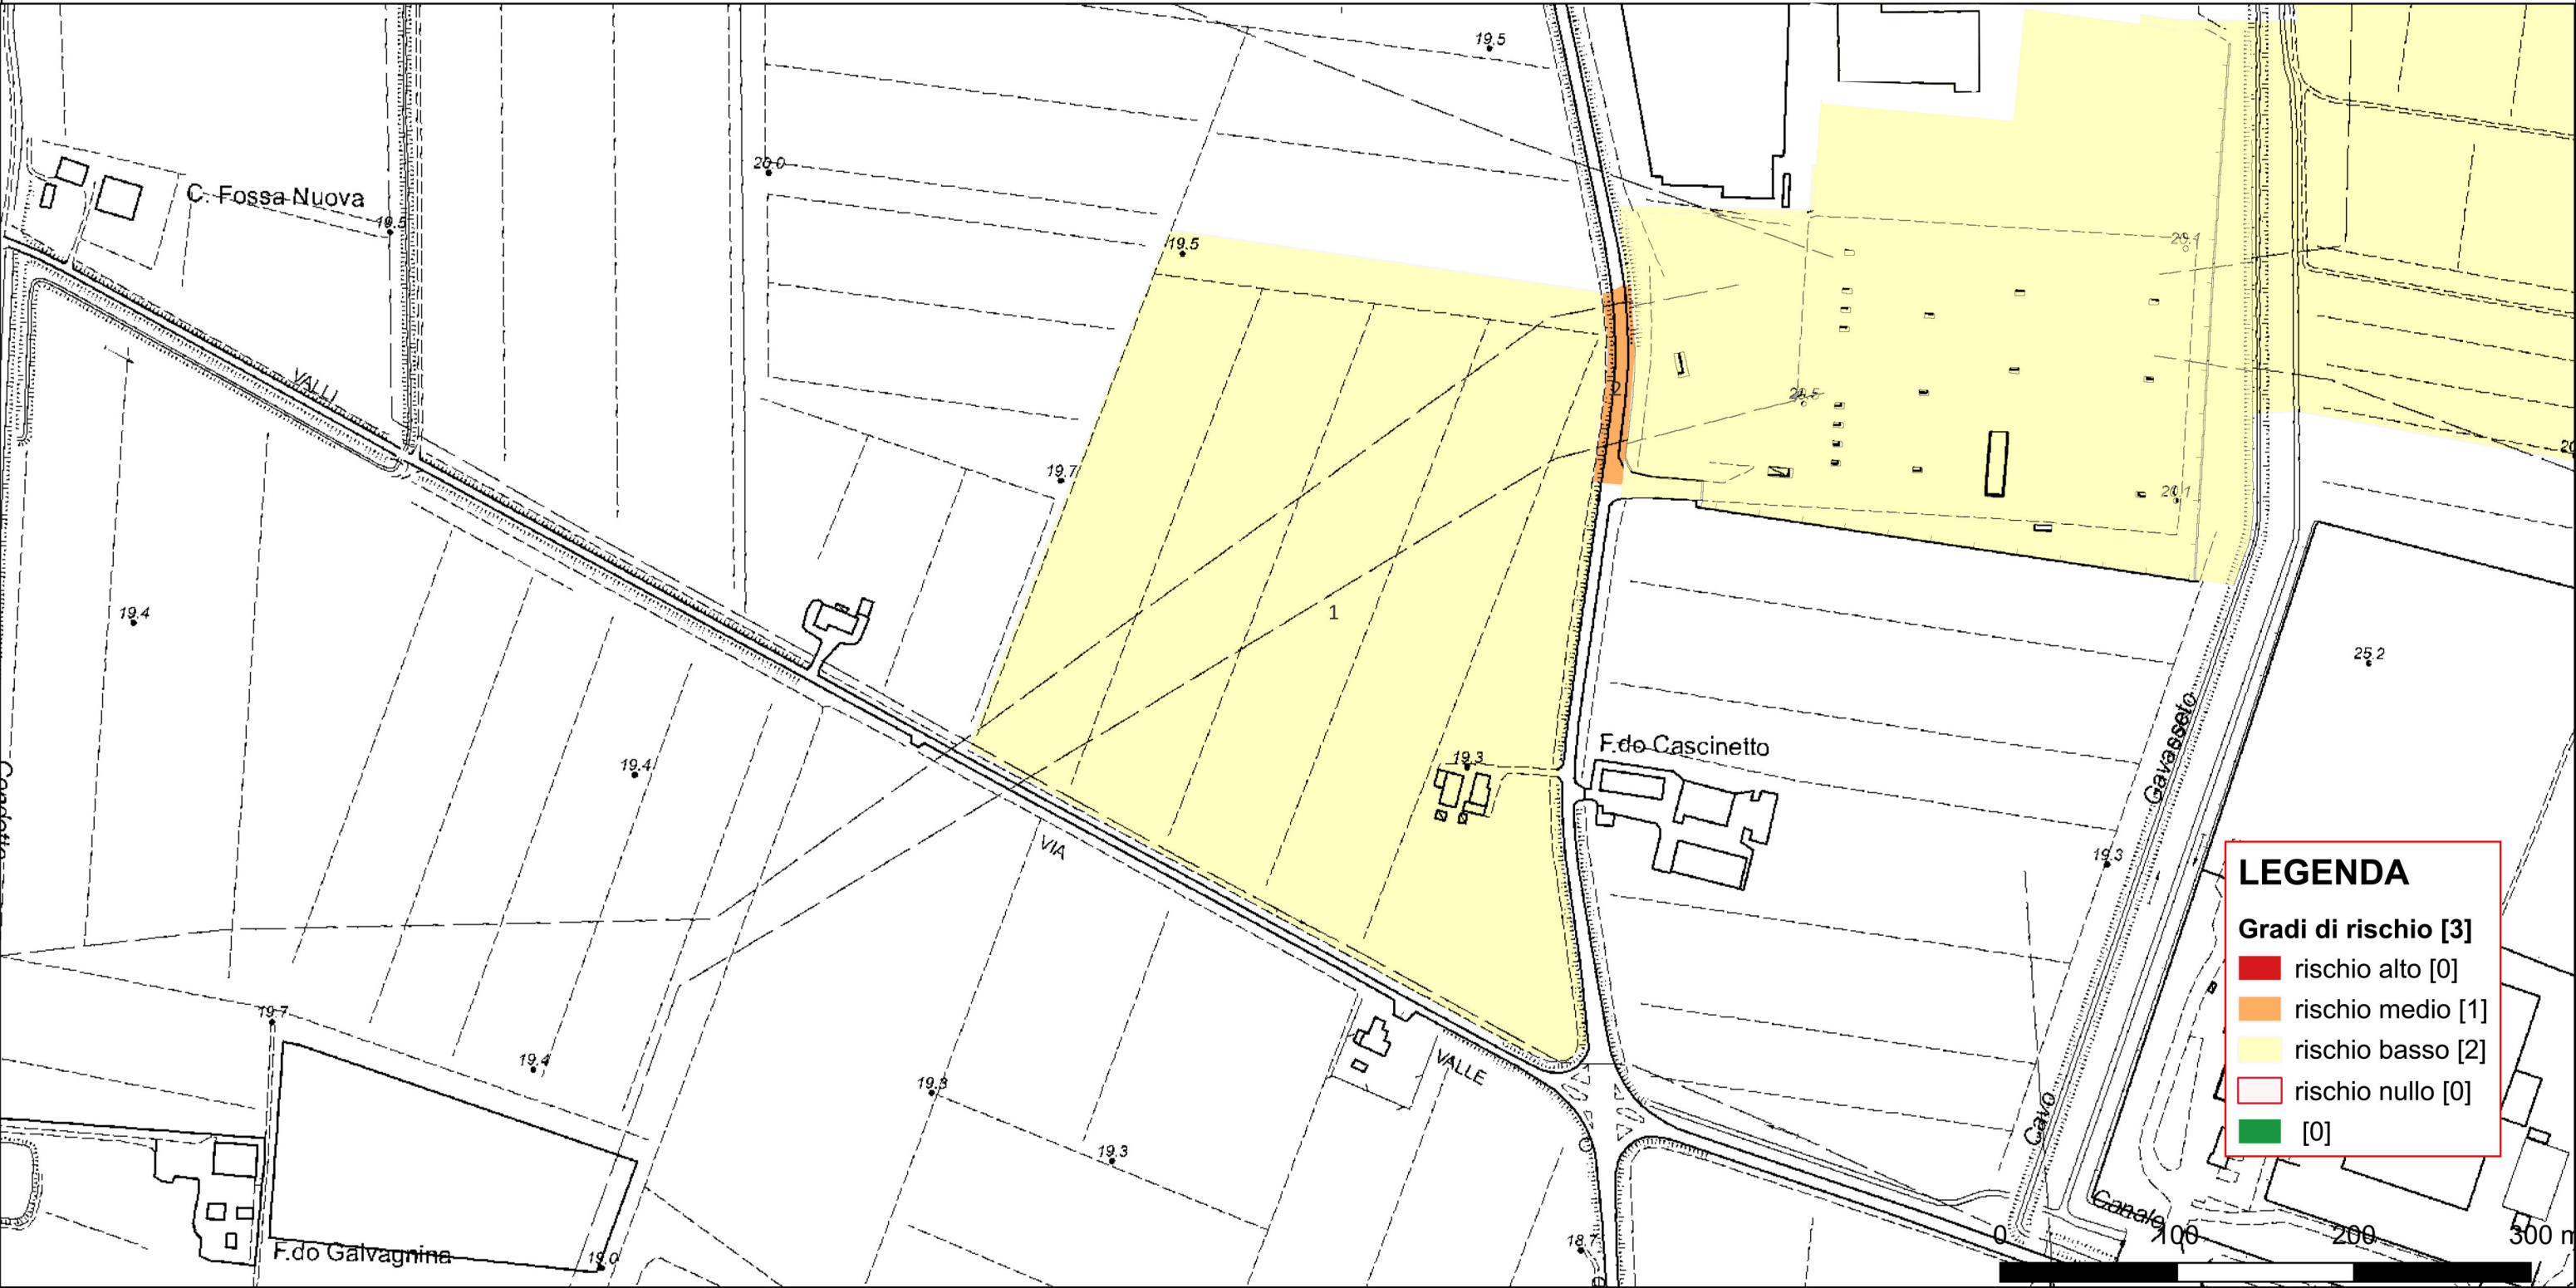 19.5
20.0
C. Fossa Nuova
19.5
19.5
20.1
VALLI
2
20.5
19.7
20.1
1
19.4
25.2
Gavasseto
19.3
F.do Cascinetto
19.4
VIA
19.3
LEGENDA
Gradi di rischio [3]
rischio alto [0]
rischio medio [1]
rischio basso [2]
rischio nullo [0]
[0]
19.7
19.4
VALLE
19.3
Cavo
19.3
Canale
0 100 200 300 m
18.7
F.do Galvagnina
19.0